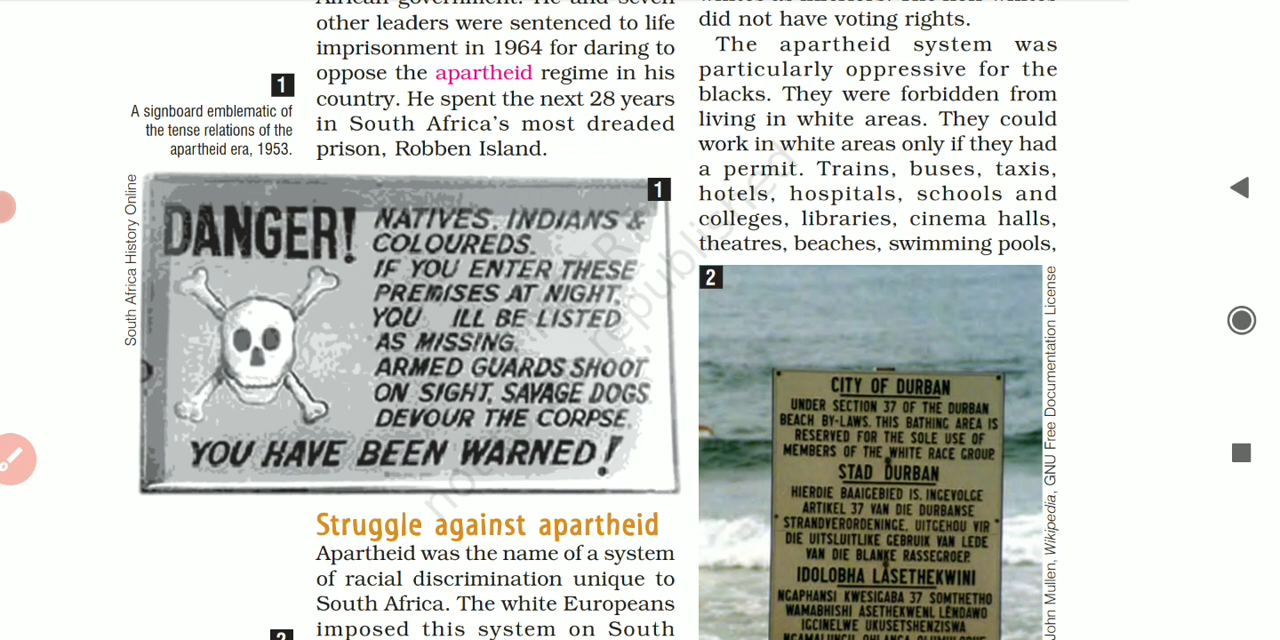 African government. He and seven
other leaders were sentenced to life
imprisonment in 1964 for daring to
oppose the apartheid regime in his
country. He spent the next 28 years
in South Africa's most dreaded
prison, Robben Island.
1
A signboard emblematic of
the tense relations of the
apartheid era, 1953.
South Africa History Online
1
DANGER!
NATIVES, INDIANS &
COLOUREDS.
IF YOU ENTER THESE
PREMISES AT NIGHT,
YOU ILL BE LISTED
AS MISSING.
ARMED GUARDS SHOOT
ON SIGHT, SAVAGE DOGS
DEVOUR THE CORPSE.
YOU HAVE BEEN WARNED!
Struggle against apartheid
Apartheid was the name of a system
of racial discrimination unique to
South Africa. The white Europeans
imposed this system on South
2
did not have voting rights.
The apartheid system was
particularly oppressive for the
blacks. They were forbidden from
living in white areas. They could
work in white areas only if they had
a permit. Trains, buses, taxis,
hotels, hospitals, schools and
colleges, libraries, cinema halls,
theatres, beaches, swimming pools,
2
CITY OF DURBAN
UNDER SECTION 37 OF THE DURBAN
BEACH BY-LAWS, THIS BATHING AREA IS
RESERVED FOR THE SOLE USE OF
MEMBERS OF THE WHITE RACE GROUP.
STAD DURBAN
HIERDIE BAAIGEBIED IS, INGEVOLGE
ARTIKEL 37 VAN DIE DURBANSE
STRANDVERORDENINGE, UITGEHOU VIR
DIE UITSLUITLIKE GEBRUIK VAN LEDE
VAN DIE BLANKE RASSEGROEP.
IDOLOBHA LASETHEKWINI
NGAPHANSI KWESIGABA 37 SOMTHETHO
WAMABHISHI ASETHEKWENI, LENDAWO
IGCINELWE UKUSETSHENZISWA
John Mullen, Wikipedia, GNU Free Documentation License
republished